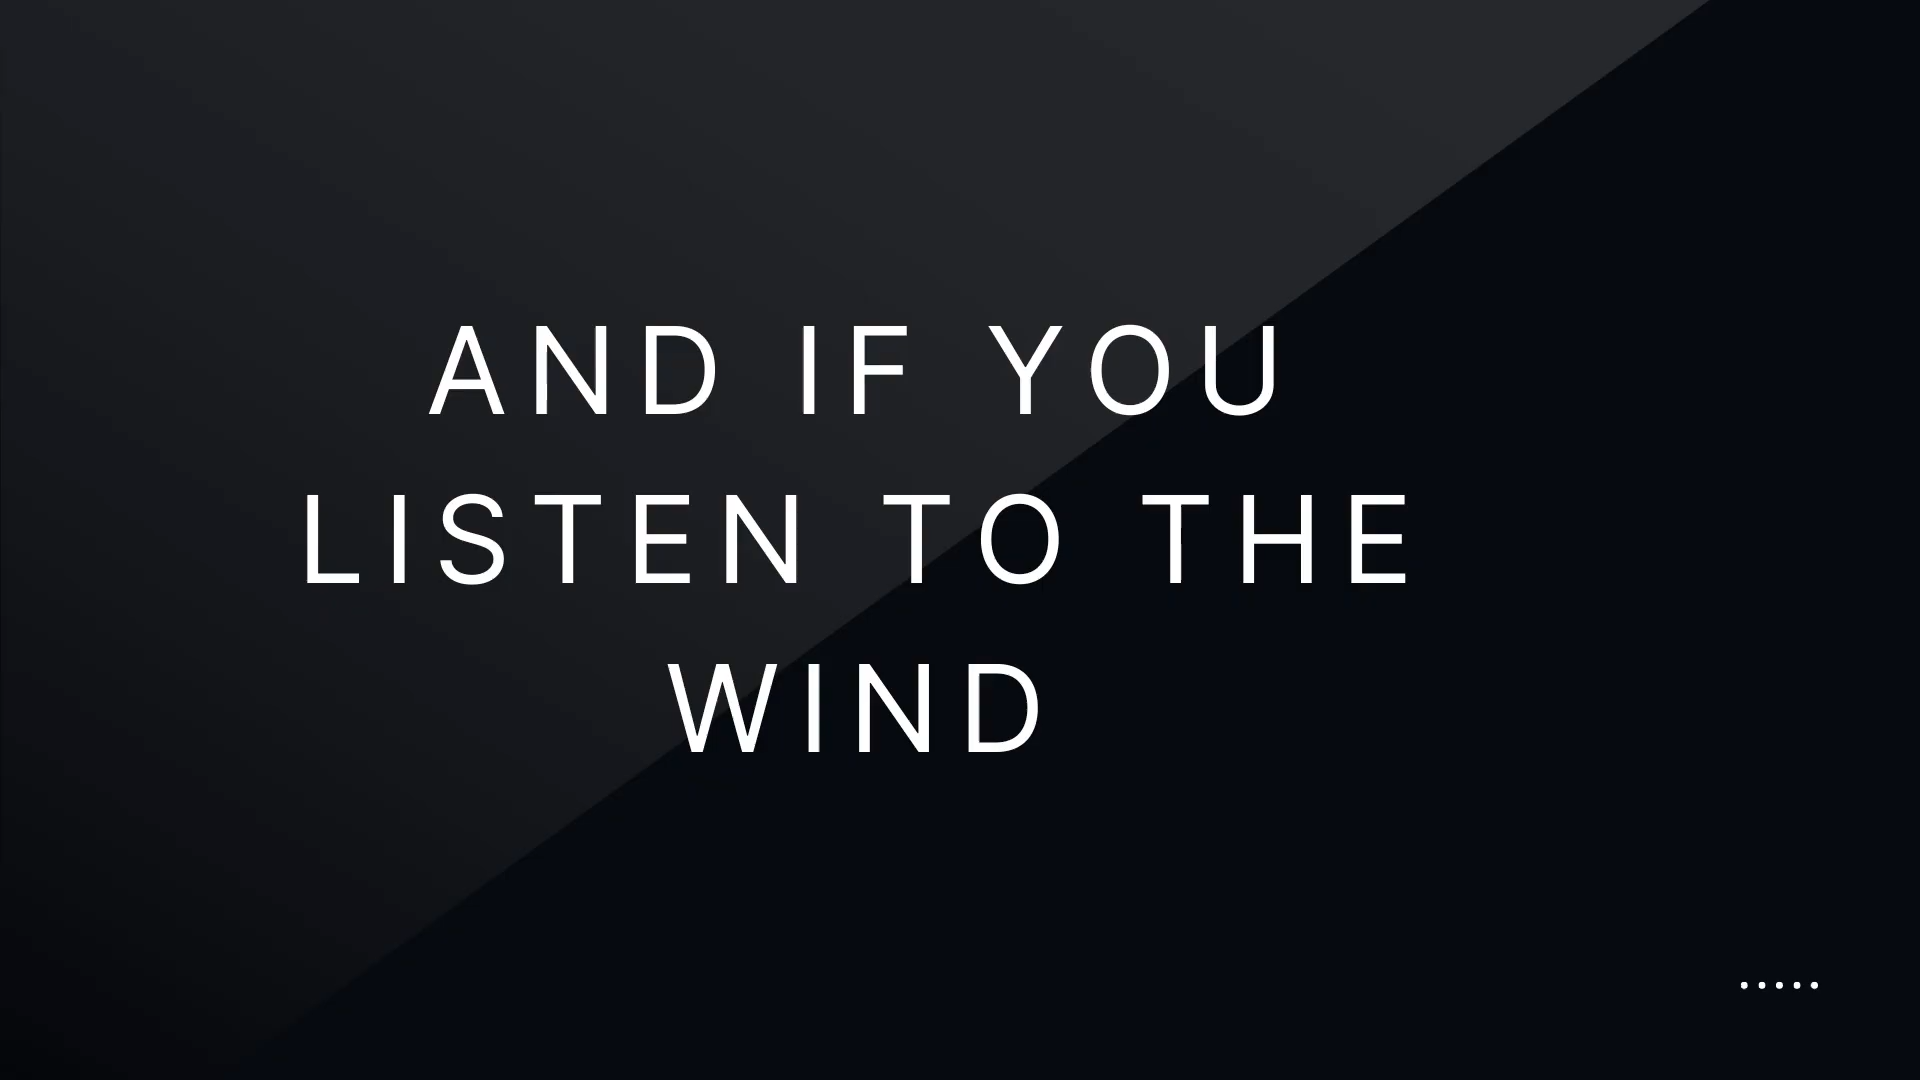 AND IF YOU
LISTEN TO THE
WIND
.....